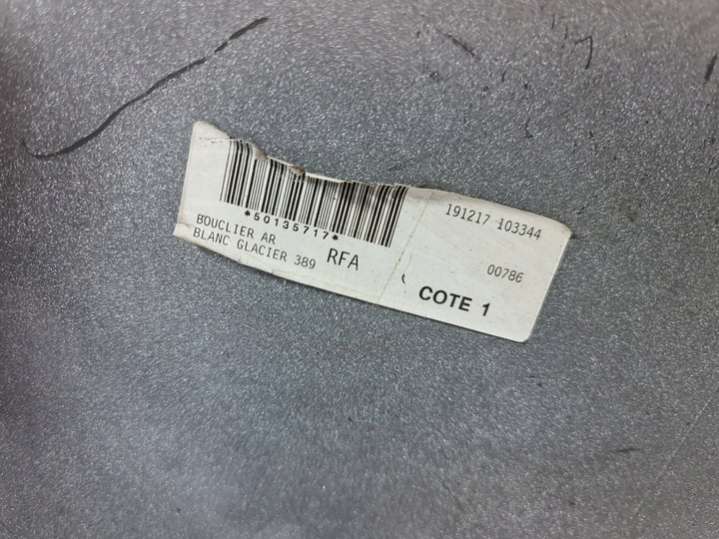 *50135717*
BOUCLIER AR
BLANC GLACIER 389 RFA
191217 103344
00786
COTE 1